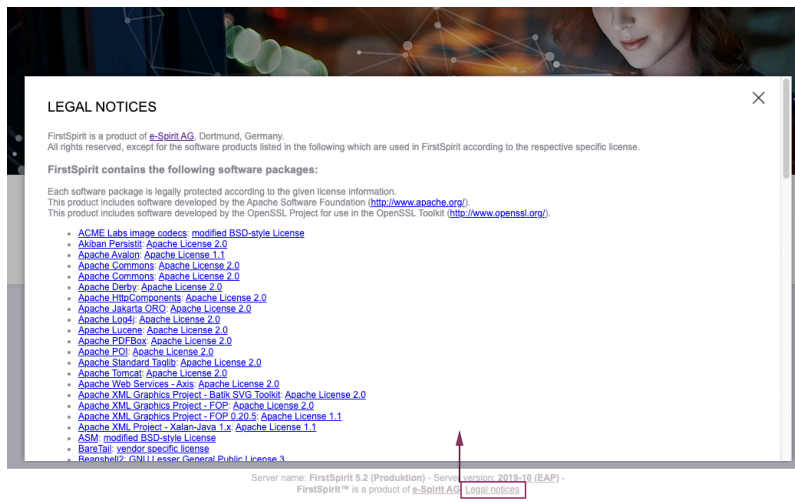 LEGAL NOTICES
FirstSpirit is a product of e-Spirit AG, Dortmund, Germany.
All rights reserved, except for the software products listed in the following which are used in FirstSpirit according to the respective specific license.
FirstSpirit contains the following software packages:
Each software package is legally protected according to the given license information.
This product includes software developed by the Apache Software Foundation (http://www.apache.org/).
This product includes software developed by the OpenSSL Project for use in the OpenSSL Toolkit (http://www.openssl.org/).
ACME Labs image codecs: modified BSD-style License
Akiban Persistit: Apache License 2.0
Apache Avalon: Apache License 1.1
Apache Commons: Apache License 2.0
Apache Commons: Apache License 2.0
Apache Derby: Apache License 2.0
Apache HttpComponents: Apache License 2.0
Apache Jakarta ORO: Apache License 2.0
Apache Log4j: Apache License 2.0
Apache Lucene: Apache License 2.0
Apache PDFBox: Apache License 2.0
Apache POI: Apache License 2.0
Apache Standard Taglib: Apache License 2.0
Apache Tomcat: Apache License 2.0
Apache Web Services - Axis: Apache License 2.0
Apache XML Graphics Project - Batik SVG Toolkit: Apache License 2.0
Apache XML Graphics Project - FOP: Apache License 2.0
Apache XML Graphics Project - FOP 0.20.5: Apache License 1.1
Apache XML Project - Xalan-Java 1.x: Apache License 1.1
ASM: modified BSD-style License
BareTail: vendor specific license
Beanshell2: GNU Lesser General Public License 3
Server name: FirstSpirit 5.2 (Produktion) - Server version: 2019-10 (EAP) -
FirstSpirit™ is a product of e-Spirit AG Legal notices